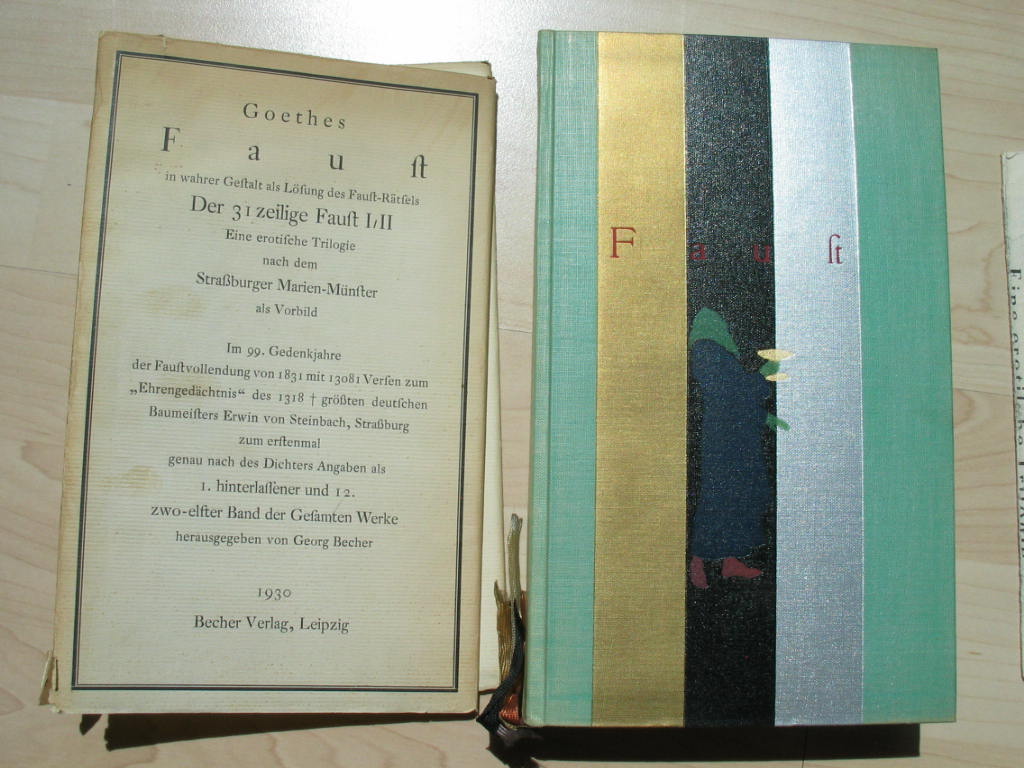 Goethes
Fauſt
in wahrer Geſtalt als Löſung des Fauſt-Rätſels
Der 31zeilige Fauſt I/II
Eine erotiſche Trilogie
nach dem
Straßburger Marien-Münſter
als Vorbild
Im 99. Gedenkjahre
der Fauſtvollendung von 1831 mit 13081 Verſen zum
„Ehrengedächtnis“ des 1318 † größten deutſchen
Baumeiſters Erwin von Steinbach, Straßburg
zum erſtenmal
genau nach des Dichters Angaben als
1. hinterlaſſener und 12.
zwo-elfter Band der Geſamten Werke
herausgegeben von Georg Becher
1930
Becher Verlag, Leipzig
Fauſt
Eine erotiſche